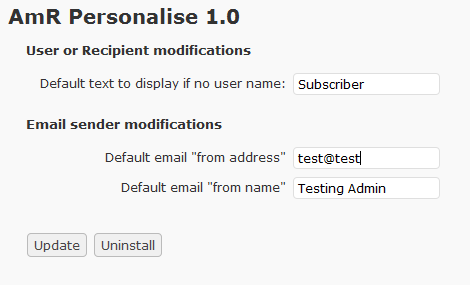 AmR Personalise 1.0
User or Recipient modifications
Default text to display if no user name: Subscriber
Email sender modifications
Default email "from address" test@test
Default email "from name" Testing Admin
Update Uninstall